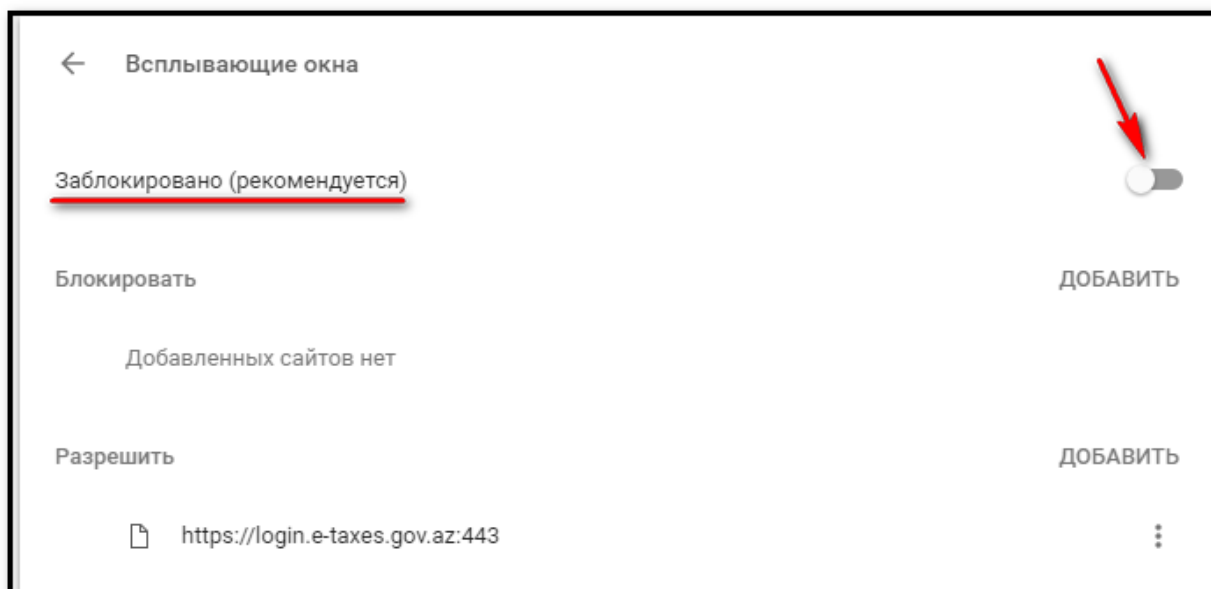 Всплывающие окна
Заблокировано (рекомендуется)
Блокировать ДОБАВИТЬ
Добавленных сайтов нет
Разрешить ДОБАВИТЬ
https://login.e-taxes.gov.az:443